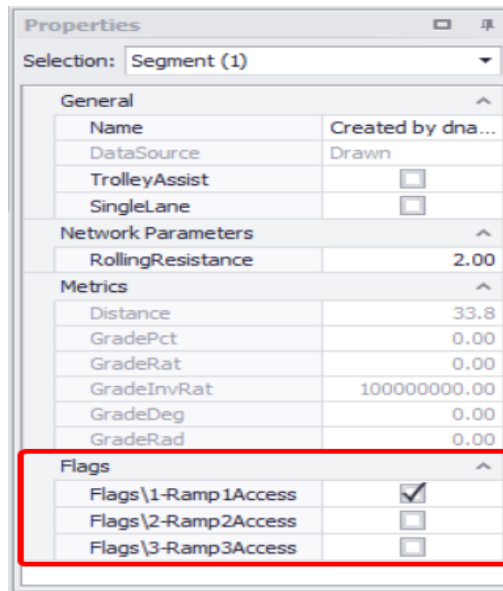 Properties
Selection: Segment (1)
General
Name Created by dna...
DataSource Drawn
TrolleyAssist
SingleLane
Network Parameters
RollingResistance 2.00
Metrics
Distance 33.8
GradePct 0.00
GradeRat 0.00
GradeInvRat 100000000.00
GradeDeg 0.00
GradeRad 0.00
Flags
Flags\1-Ramp1Access
Flags\2-Ramp2Access
Flags\3-Ramp3Access